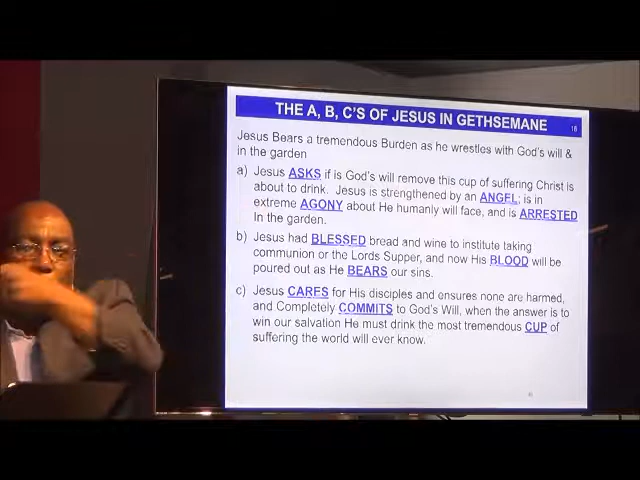 THE A, B, C'S OF JESUS IN GETHSEMANE
16
Jesus Bears a tremendous Burden as he wrestles with God's will &
in the garden
a) Jesus ASKS if is God's will remove this cup of suffering Christ is
about to drink. Jesus is strengthened by an ANGEL; is in
extreme AGONY about He humanly will face, and is ARRESTED
In the garden.
b) Jesus had BLESSED bread and wine to institute taking
communion or the Lords Supper, and now His BLOOD will be
poured out as He BEARS our sins.
c) Jesus CARES for His disciples and ensures none are harmed,
and Completely COMMITS to God's Will, when the answer is to
win our salvation He must drink the most tremendous CUP of
suffering the world will ever know.